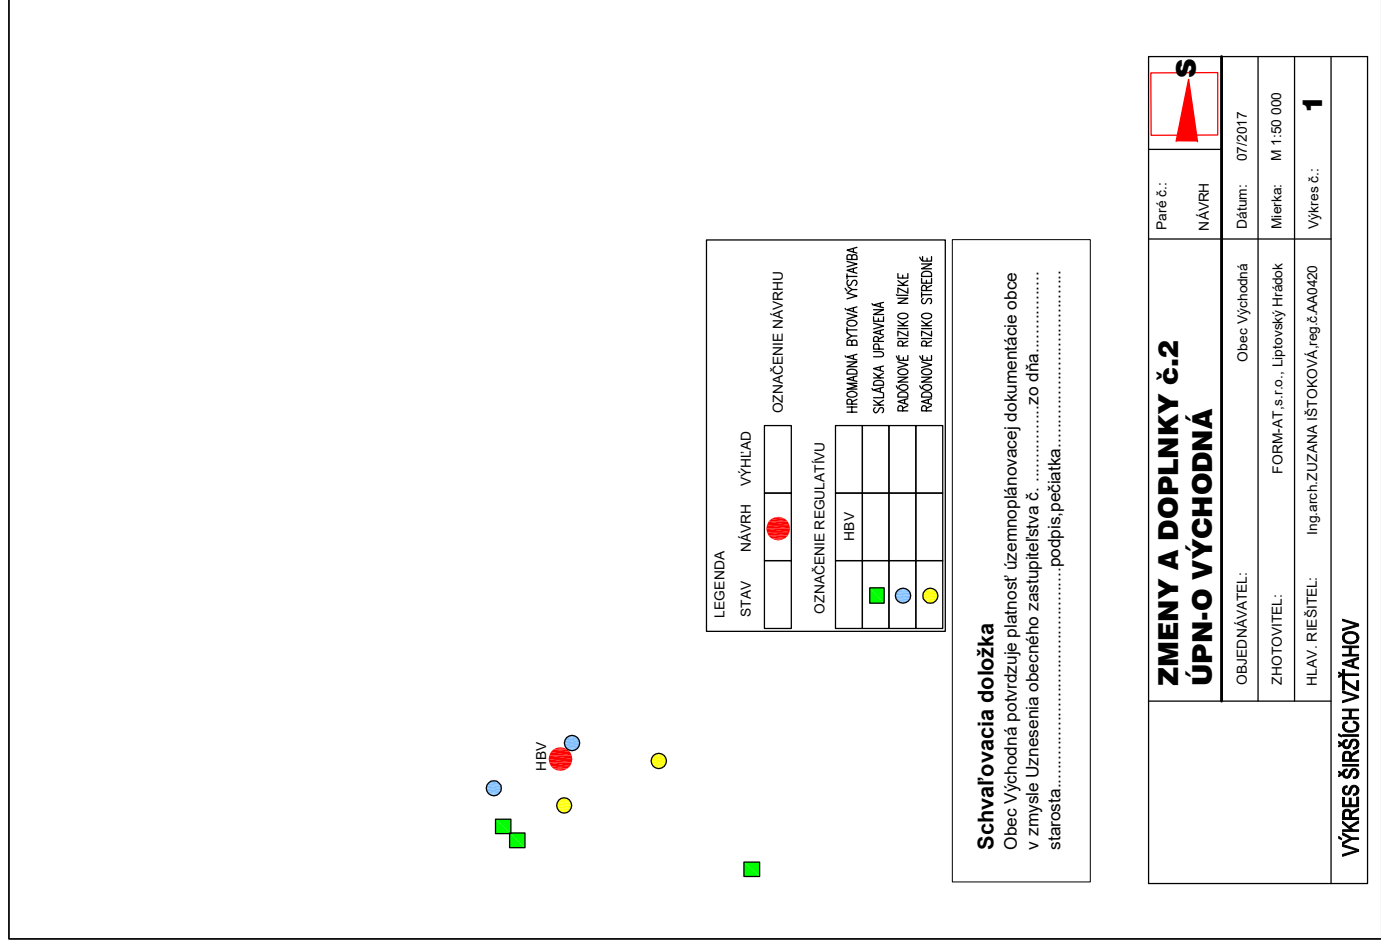 HBV
LEGENDA
STAV NÁVRH VÝHĽAD
OZNAČENIE NÁVRHU
OZNAČENIE REGULATÍVU
HBV HROMADNÁ BYTOVÁ VÝSTAVBA
SKLÁDKA UPRAVENÁ
RADÓNOVÉ RIZIKO NÍZKE
RADÓNOVÉ RIZIKO STREDNÉ
Schvaľovacia doložka
Obec Východná potvrdzuje platnosť územnoplánovacej dokumentácie obce
v zmysle Uznesenia obecného zastupiteľstva č. ...................zo dňa....................
starosta............................podpis,pečiatka............................................
ZMENY A DOPLNKY č.2
ÚPN-O VÝCHODNÁ
Paré č.:
NÁVRH
S
OBJEDNÁVATEL: Obec Východná Dátum: 07/2017
ZHOTOVITEL: FORM-AT,s.r.o., Liptovský Hrádok Mierka: M 1:50 000
HLAV. RIEŠITEL: Ing.arch.ZUZANA IŠTOKOVÁ,reg.č.AA0420 Výkres č.: 1
VÝKRES ŠIRŠÍCH VZŤAHOV